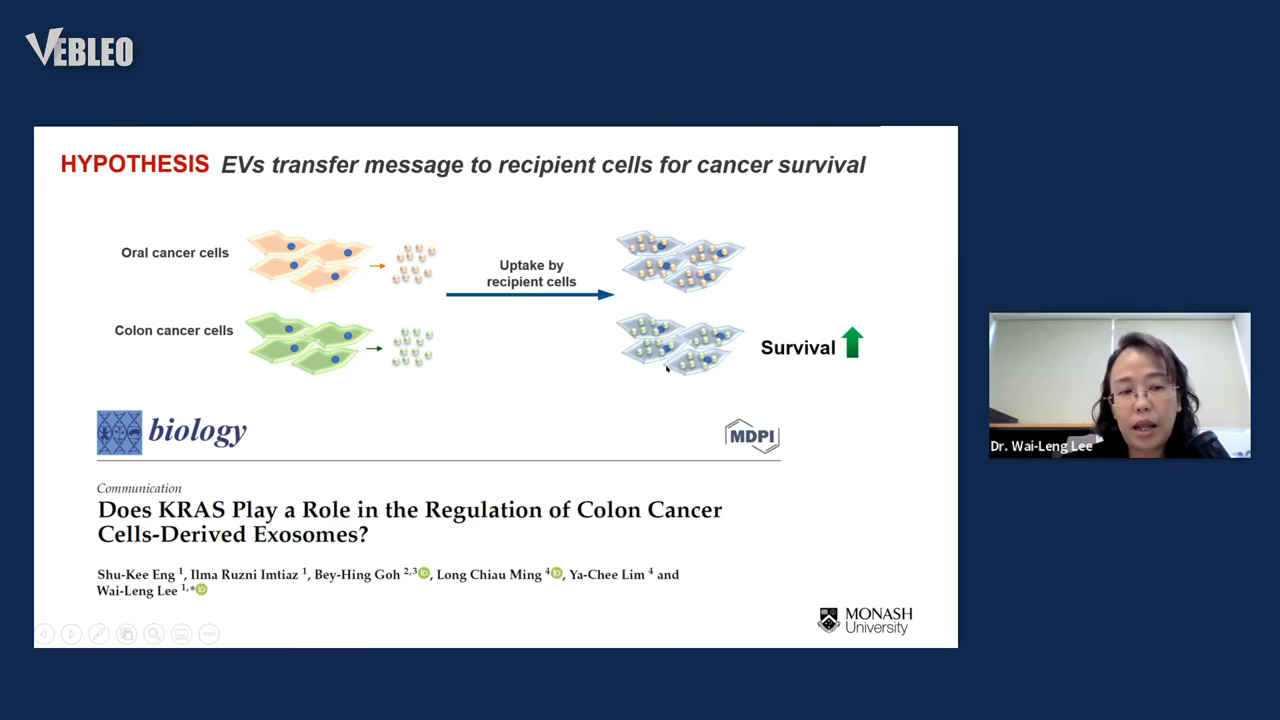 VEBLEO
HYPOTHESIS EVs transfer message to recipient cells for cancer survival
Oral cancer cells
Uptake by
recipient cells
Colon cancer cells
Survival
biology
MDPI
Communication
Does KRAS Play a Role in the Regulation of Colon Cancer
Cells-Derived Exosomes?
Shu-Kee Eng 1, Ilma Ruzni Imtiaz 1, Bey-Hing Goh 2,3 iD, Long Chiau Ming 4 iD, Ya-Chee Lim 4 and
Wai-Leng Lee 1,* iD
MONASH
University
Dr. Wai-Leng Lee